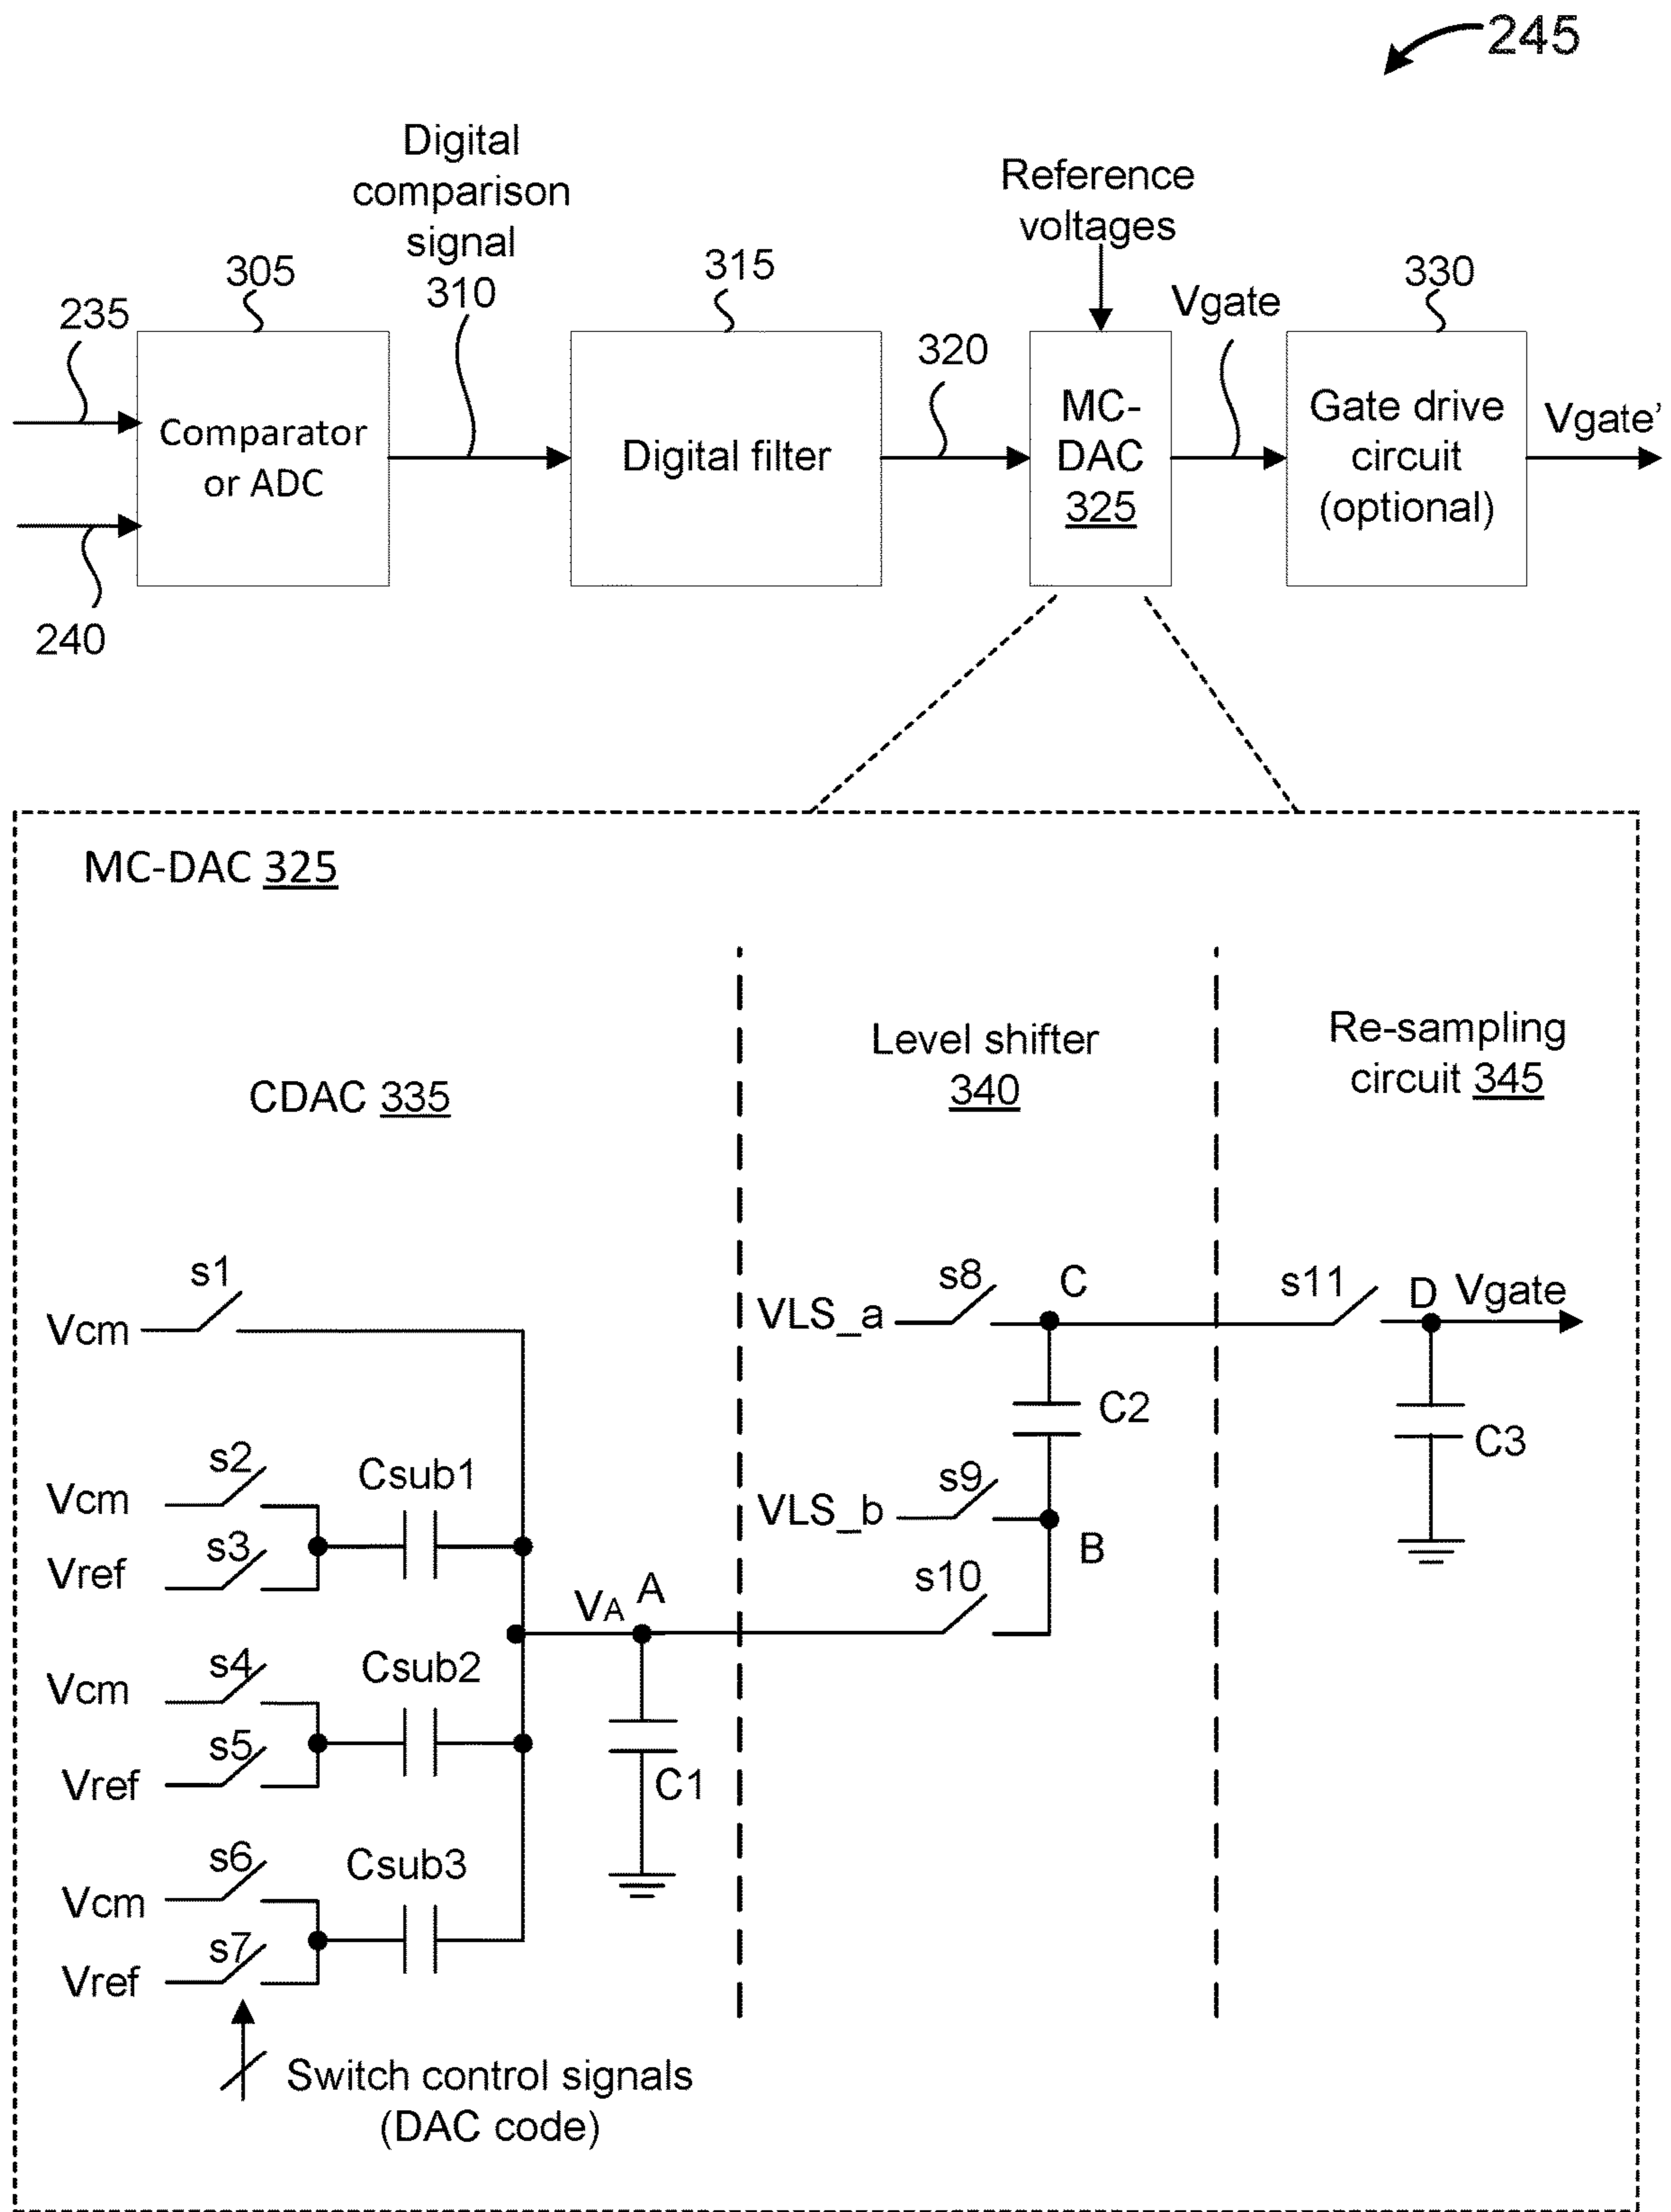 245
Digital
comparison
signal
310
Reference
voltages
235
305
315
320
Vgate
330
Comparator
or ADC
Digital filter
MC-
DAC
325
Gate drive
circuit
(optional)
Vgate'
240
MC-DAC 325
CDAC 335
Level shifter
340
Re-sampling
circuit 345
s1
Vcm
s2
Vcm
s3
Vref
Csub1
s4
Vcm
s5
Vref
Csub2
s6
Vcm
s7
Vref
Csub3
VA
A
C1
VLS_a
s8
C
C2
VLS_b
s9
B
s10
s11
D
Vgate
C3
Switch control signals
(DAC code)